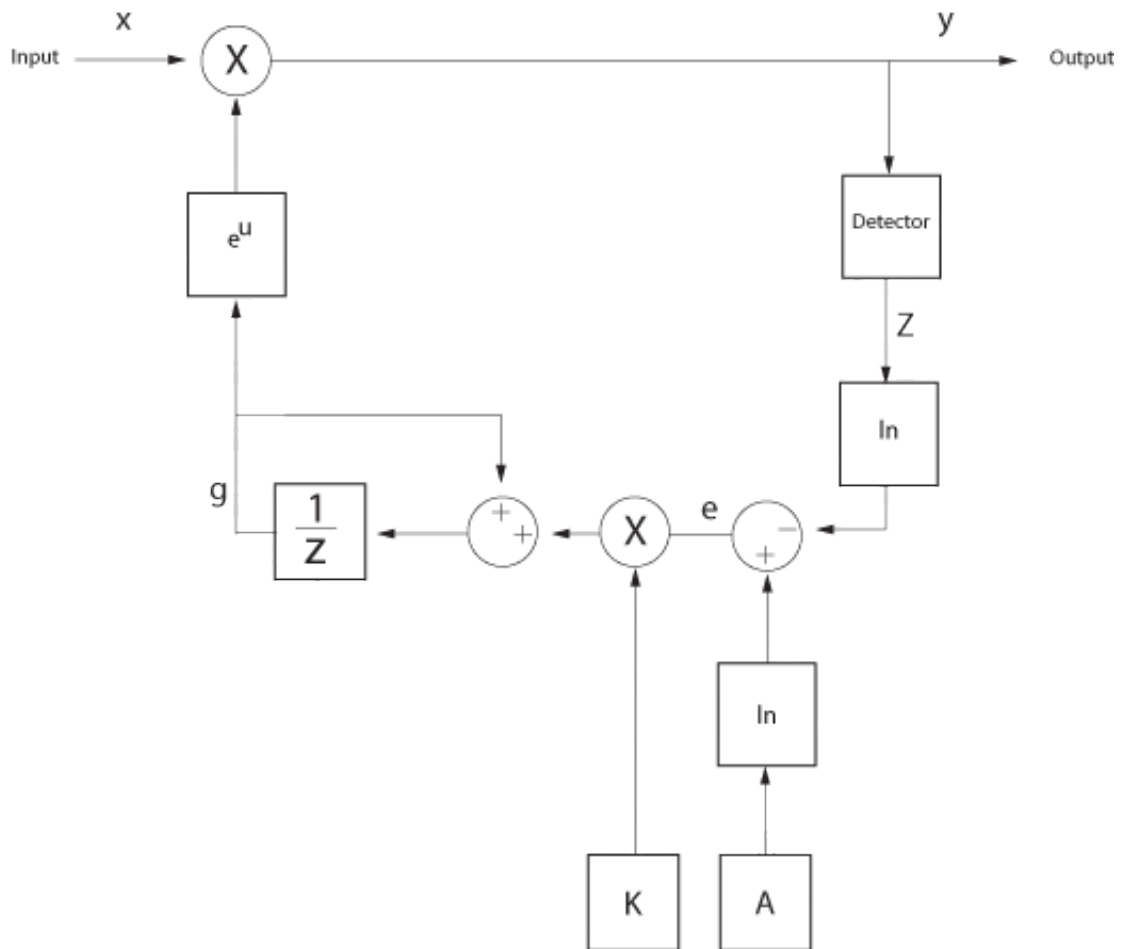 x
y
Input
X
Output
e^u
Detector
Z
ln
g
1
z
+
+
X
e
−
+
ln
K
A